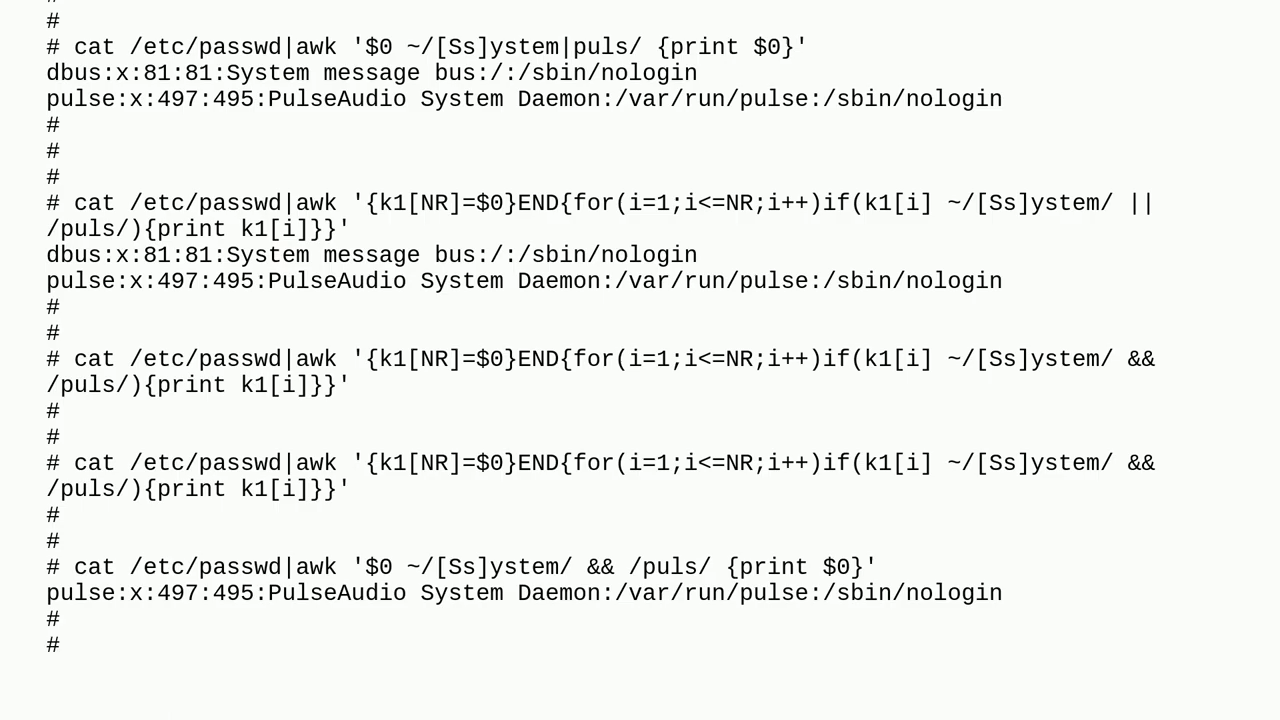 #
# cat /etc/passwd|awk '$0 ~/[Ss]ystem|puls/ {print $0}'
dbus:x:81:81:System message bus:/:/sbin/nologin
pulse:x:497:495:PulseAudio System Daemon:/var/run/pulse:/sbin/nologin
#
#
#
# cat /etc/passwd|awk '{k1[NR]=$0}END{for(i=1;i<=NR;i++)if(k1[i] ~/[Ss]ystem/ ||
/puls/){print k1[i]}}'
dbus:x:81:81:System message bus:/:/sbin/nologin
pulse:x:497:495:PulseAudio System Daemon:/var/run/pulse:/sbin/nologin
#
#
# cat /etc/passwd|awk '{k1[NR]=$0}END{for(i=1;i<=NR;i++)if(k1[i] ~/[Ss]ystem/ &&
/puls/){print k1[i]}}'
#
#
# cat /etc/passwd|awk '{k1[NR]=$0}END{for(i=1;i<=NR;i++)if(k1[i] ~/[Ss]ystem/ &&
/puls/){print k1[i]}}'
#
#
# cat /etc/passwd|awk '$0 ~/[Ss]ystem/ && /puls/ {print $0}'
pulse:x:497:495:PulseAudio System Daemon:/var/run/pulse:/sbin/nologin
#
#